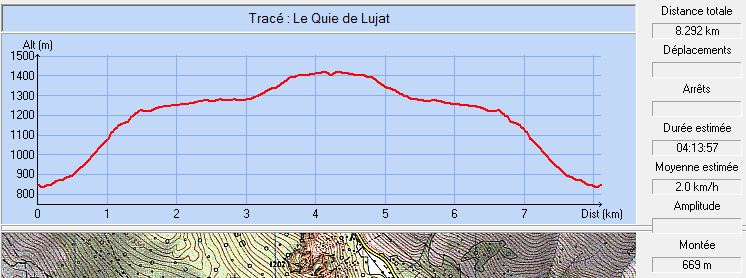 Tracé : Le Quie de Lujat
Alt (m)
1500
1400
1300
1200
1100
1000
900
800
0 1 2 3 4 5 6 7 Dist (km)
1202
Distance totale
8.292 km
Déplacements
Arrêts
Durée estimée
04:13:57
Moyenne estimée
2.0 km/h
Amplitude
Montée
669 m